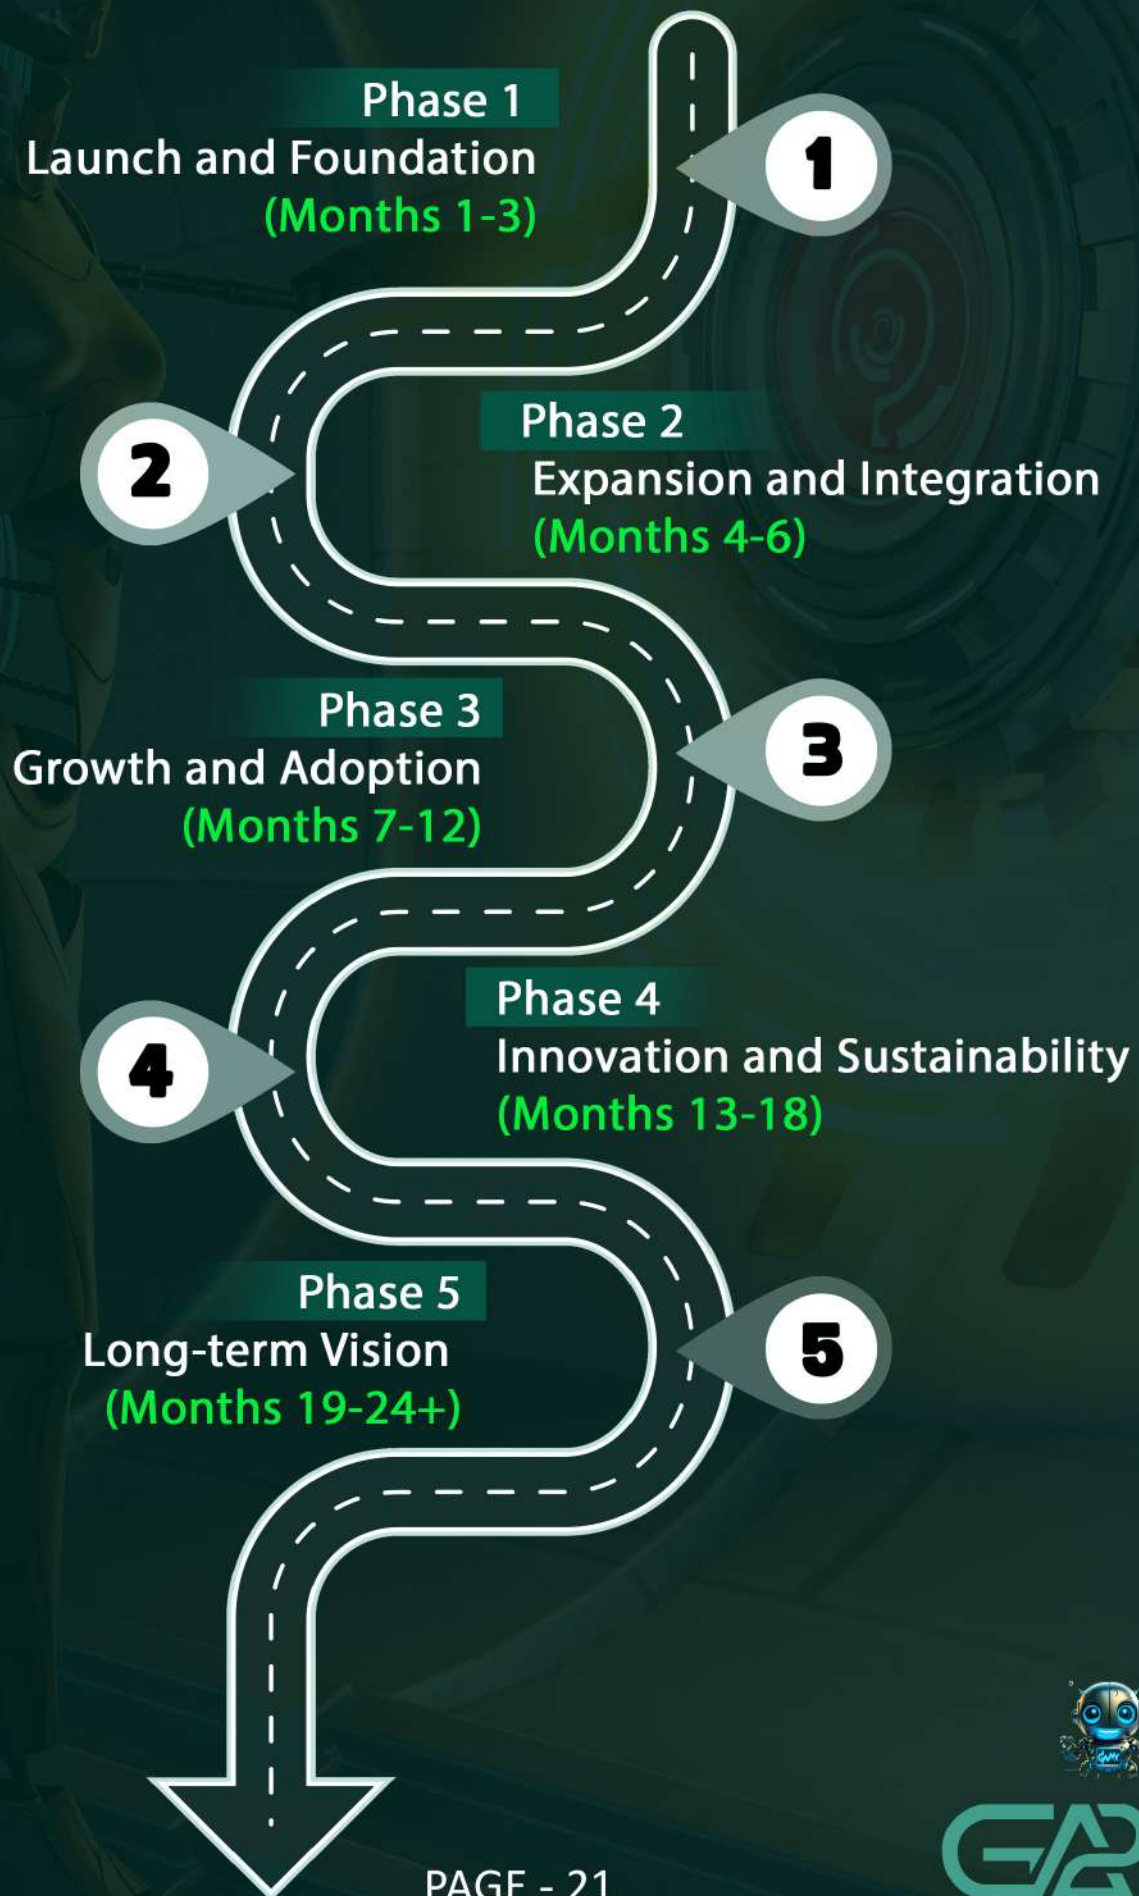 Phase 1
Launch and Foundation
(Months 1-3)
1
Phase 2
Expansion and Integration
(Months 4-6)
2
Phase 3
Growth and Adoption
(Months 7-12)
3
Phase 4
Innovation and Sustainability
(Months 13-18)
4
Phase 5
Long-term Vision
(Months 19-24+)
5
PAGE - 21